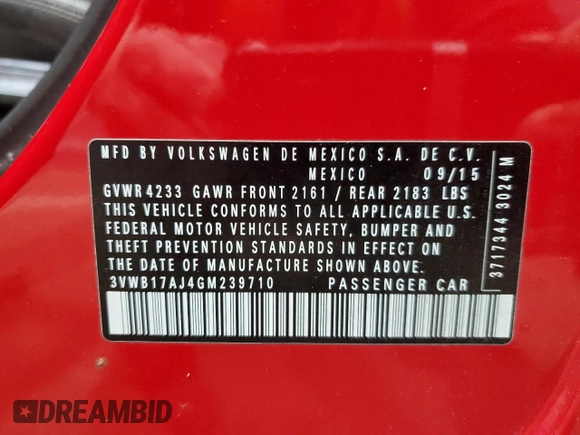 MFD BY VOLKSWAGEN DE MEXICO S.A. DE C.V.
MEXICO 09/15
GVWR 4233 GAWR FRONT 2161 / REAR 2183 LBS
THIS VEHICLE CONFORMS TO ALL APPLICABLE U.S.
FEDERAL MOTOR VEHICLE SAFETY, BUMPER AND
THEFT PREVENTION STANDARDS IN EFFECT ON
THE DATE OF MANUFACTURE SHOWN ABOVE.
3VWB17AJ4GM239710 PASSENGER CAR
3717344 3024 M
DREAMBID